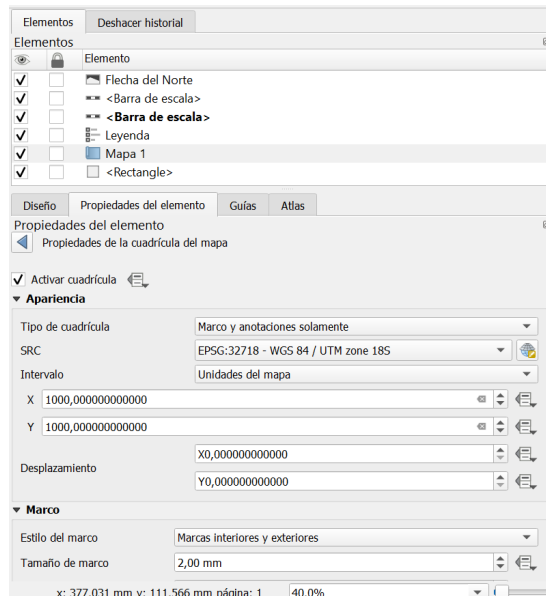 Elementos Deshacer historial
Elementos
Elemento
Flecha del Norte
<Barra de escala>
<Barra de escala>
Leyenda
Mapa 1
<Rectangle>
Diseño Propiedades del elemento Guías Atlas
Propiedades del elemento
Propiedades de la cuadrícula del mapa
Activar cuadrícula
Apariencia
Tipo de cuadrícula Marco y anotaciones solamente
SRC EPSG:32718 - WGS 84 / UTM zone 18S
Intervalo Unidades del mapa
X 1000,000000000000
Y 1000,000000000000
X0,000000000000
Desplazamiento
Y0,000000000000
Marco
Estilo del marco Marcas interiores y exteriores
Tamaño de marco 2,00 mm
x: 377.031 mm y: 111.566 mm página: 1 40.0%